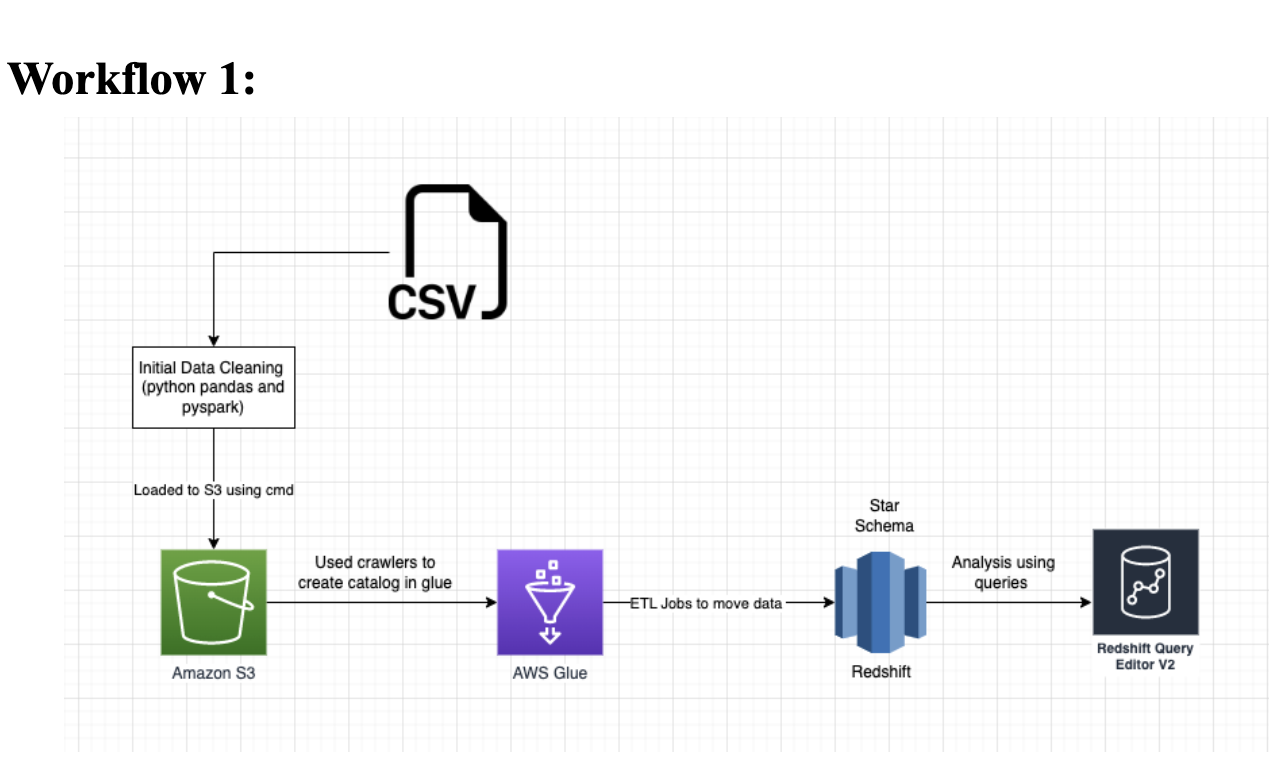 Workflow 1:
CSV
Initial Data Cleaning
(python pandas and
pyspark)
Loaded to S3 using cmd
Used crawlers to
create catalog in glue
Amazon S3
AWS Glue
ETL Jobs to move data
Star
Schema
Redshift
Analysis using
queries
Redshift Query
Editor V2